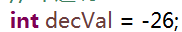 int decVal = -26;